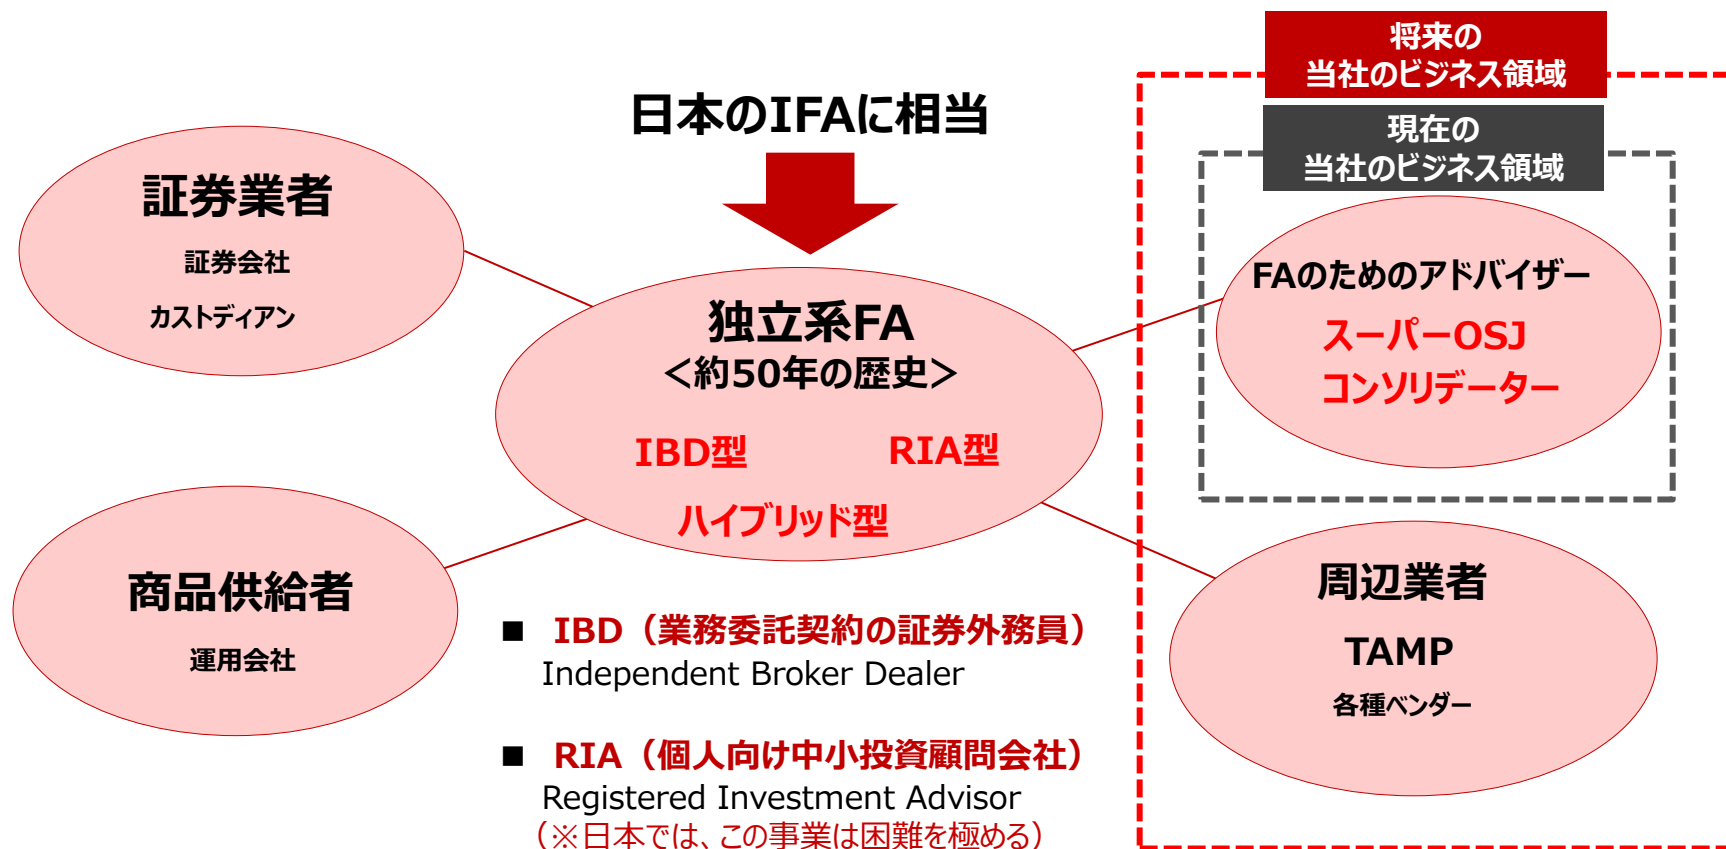 将来の
当社のビジネス領域
現在の
当社のビジネス領域
日本のIFAに相当
証券業者
証券会社
カストディアン
独立系FA
＜約50年の歴史＞
IBD型
RIA型
ハイブリッド型
FAのためのアドバイザー
スーパーOSJ
コンソリデーター
商品供給者
運用会社
周辺業者
TAMP
各種ベンダー
■ IBD（業務委託契約の証券外務員）
Independent Broker Dealer
■ RIA（個人向け中小投資顧問会社）
Registered Investment Advisor
（※日本では、この事業は困難を極める）